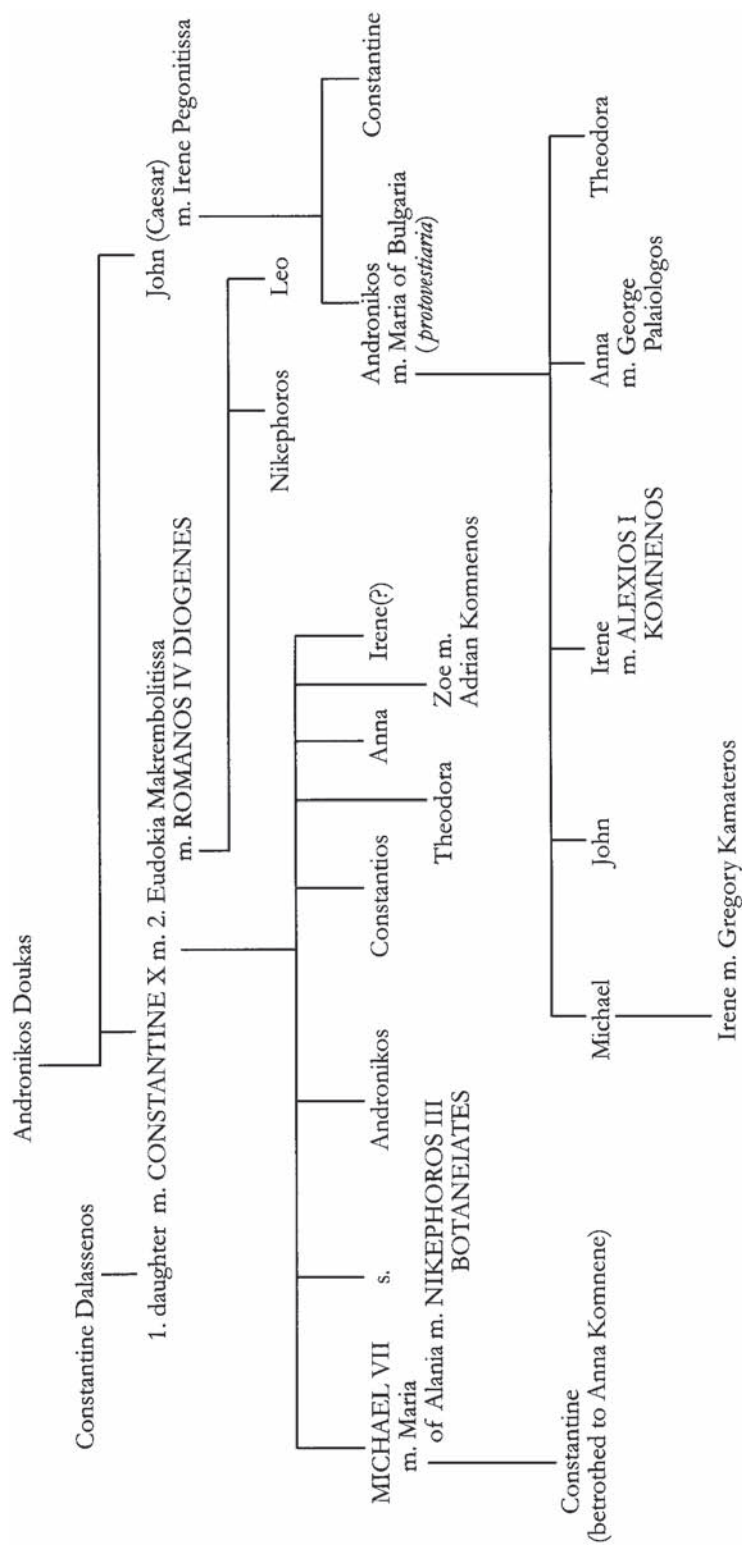 Andronikos Doukas
Constantine Dalassenos
John (Caesar)
m. Irene Pegonitissa
1. daughter m. CONSTANTINE X m. 2. Eudokia Makrembolitissa
m. ROMANOS IV DIOGENES
Nikephoros
Leo
Andronikos
m. Maria of Bulgaria
(protovestiaria)
Constantine
MICHAEL VII
m. Maria
of Alania m. NIKEPHOROS III
BOTANEIATES
s.
Andronikos
Constantios
Theodora
Anna
Zoe m.
Adrian Komnenos
Irene(?)
Constantine
(betrothed to Anna Komnene)
Michael
John
Irene
m. ALEXIOS I
KOMNENOS
Anna
m. George
Palaiologos
Theodora
Irene m. Gregory Kamateros